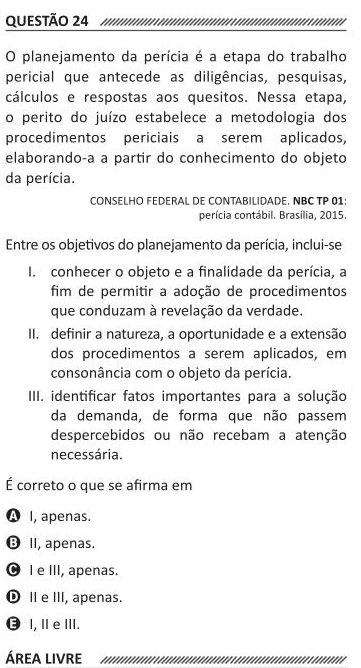 QUESTÃO 24
O planejamento da perícia é a etapa do trabalho
pericial que antecede as diligências, pesquisas,
cálculos e respostas aos quesitos. Nessa etapa,
o perito do juízo estabelece a metodologia dos
procedimentos periciais a serem aplicados,
elaborando-a a partir do conhecimento do objeto
da perícia.
CONSELHO FEDERAL DE CONTABILIDADE. NBC TP 01:
perícia contábil. Brasília, 2015.
Entre os objetivos do planejamento da perícia, inclui-se
I. conhecer o objeto e a finalidade da perícia, a
fim de permitir a adoção de procedimentos
que conduzam à revelação da verdade.
II. definir a natureza, a oportunidade e a extensão
dos procedimentos a serem aplicados, em
consonância com o objeto da perícia.
III. identificar fatos importantes para a solução
da demanda, de forma que não passem
despercebidos ou não recebam a atenção
necessária.
É correto o que se afirma em
A I, apenas.
B II, apenas.
C I e III, apenas.
D II e III, apenas.
E I, II e III.
ÁREA LIVRE